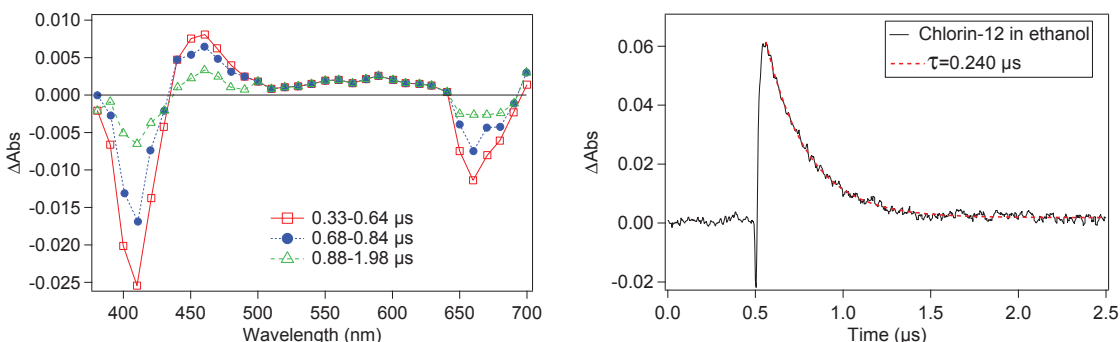 0.010
0.005
0.000
-0.005
-0.010
-0.015
-0.020
-0.025
ΔAbs
0.33-0.64 μs
0.68-0.84 μs
0.88-1.98 μs
400 450 500 550 600 650 700
Wavelength (nm)
0.06
0.04
0.02
0.00
-0.02
ΔAbs
Chlorin-12 in ethanol
τ=0.240 μs
0.0 0.5 1.0 1.5 2.0 2.5
Time (μs)